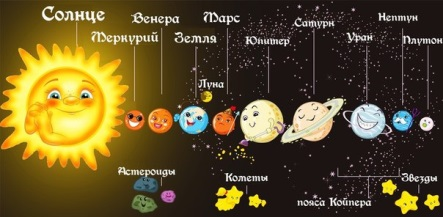 Солнце
Меркурий
Венера
Земля
Луна
Марс
Юпитер
Сатурн
Уран
Нептун
Плутон
Астероиды
Кометы
пояса Койпера
Звезды